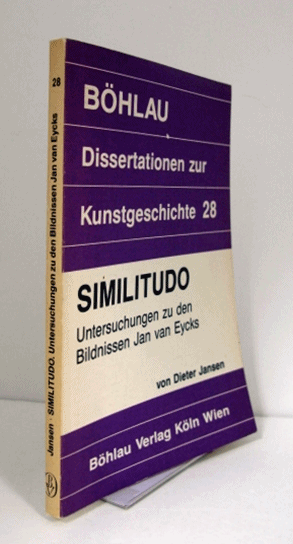 28
Jansen · SIMILITUDO. Untersuchungen zu den Bildnissen Jan van Eycks
BÖHLAU
Dissertationen zur
Kunstgeschichte 28
SIMILITUDO
Untersuchungen zu den
Bildnissen Jan van Eycks
von Dieter Jansen
Böhlau Verlag Köln Wien